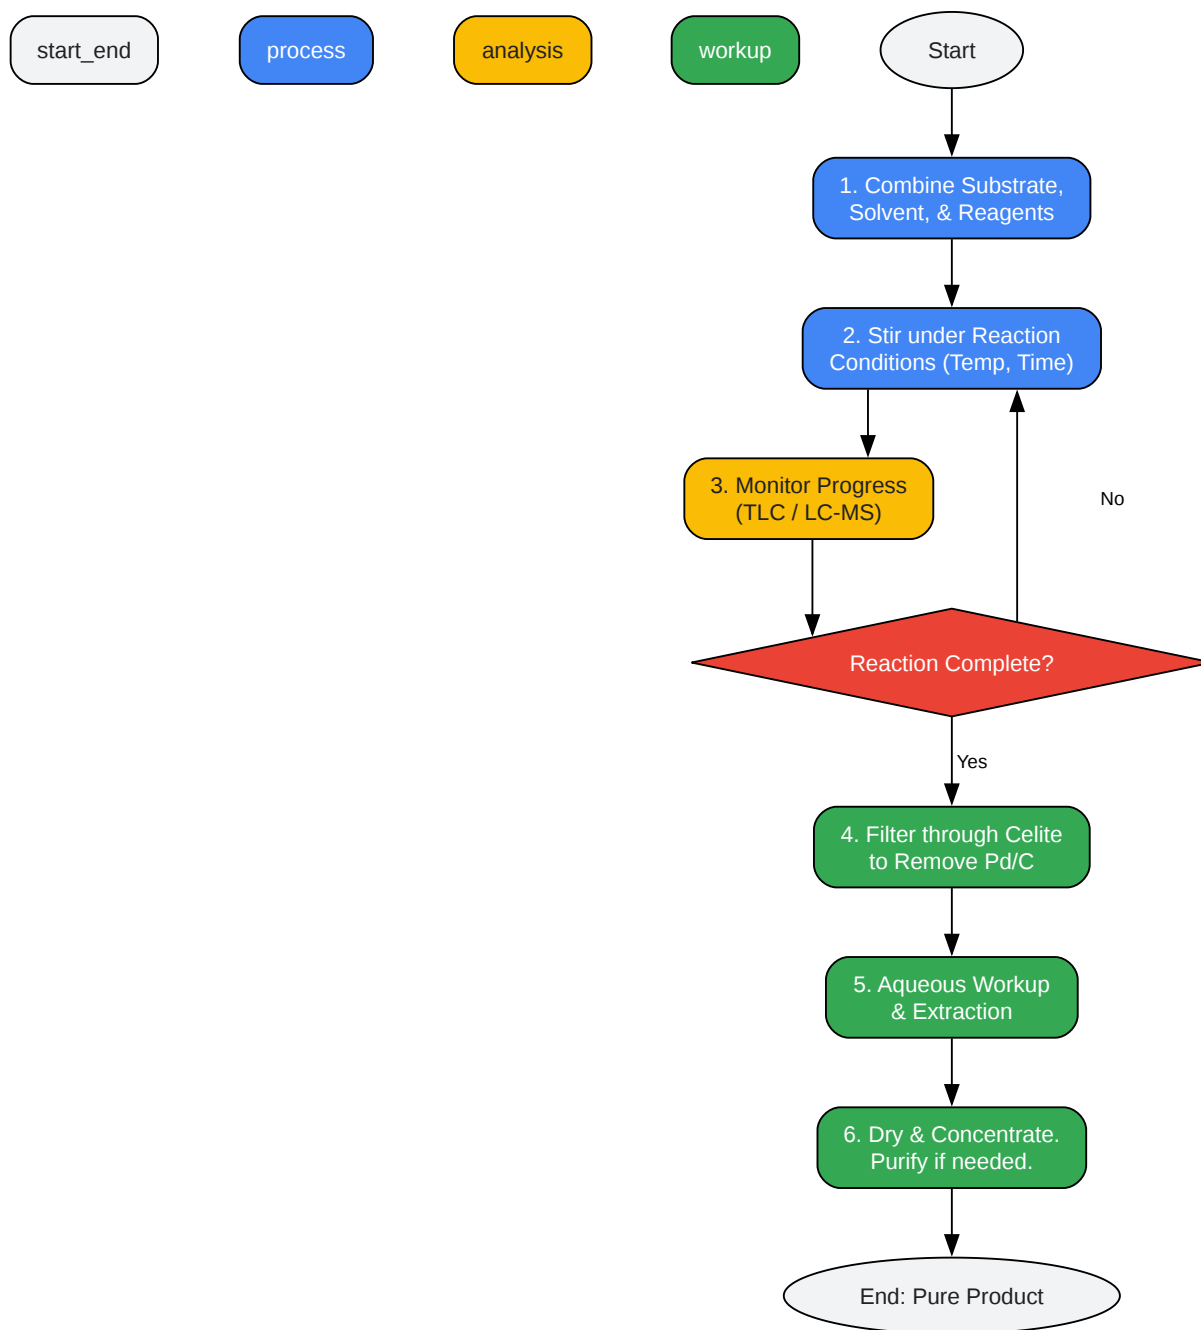 start_end
process
analysis
workup
Start
1. Combine Substrate,
Solvent, & Reagents
2. Stir under Reaction
Conditions (Temp, Time)
3. Monitor Progress
(TLC / LC-MS)
No
Reaction Complete?
Yes
4. Filter through Celite
to Remove Pd/C
5. Aqueous Workup
& Extraction
6. Dry & Concentrate.
Purify if needed.
End: Pure Product